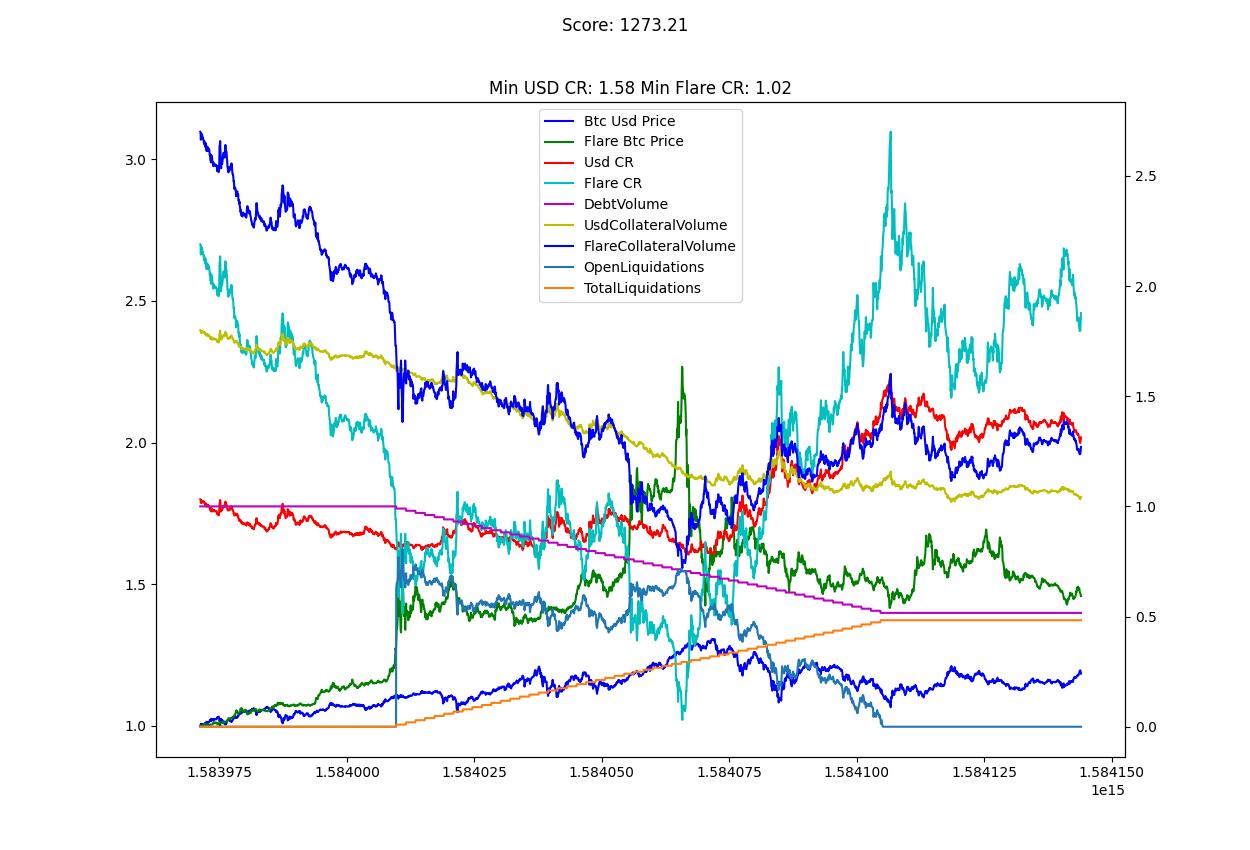 Score: 1273.21
Min USD CR: 1.58 Min Flare CR: 1.02
Btc Usd Price
Flare Btc Price
Usd CR
Flare CR
DebtVolume
UsdCollateralVolume
FlareCollateralVolume
OpenLiquidations
TotalLiquidations
3.0
2.5
2.0
1.5
1.0
2.5
2.0
1.5
1.0
0.5
0.0
1.583975 1.584000 1.584025 1.584050 1.584075 1.584100 1.584125 1.584150
1e15